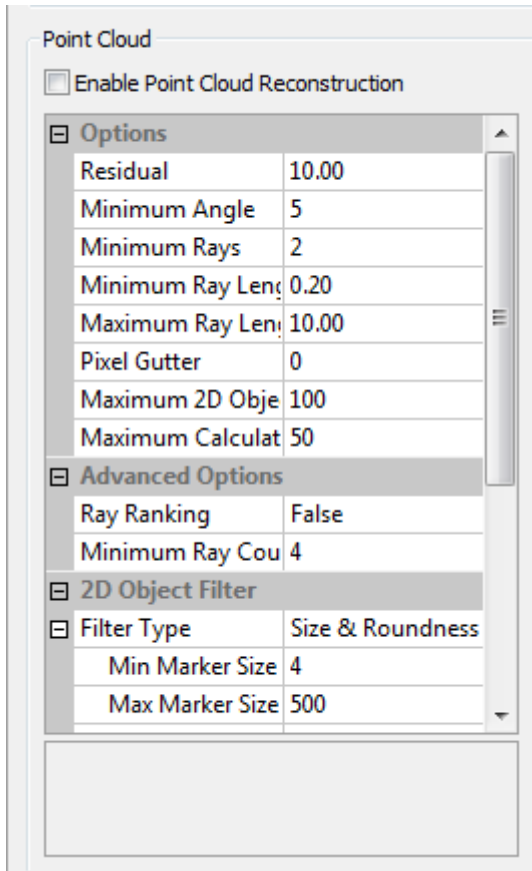 Point Cloud
Enable Point Cloud Reconstruction
Options
Residual 10.00
Minimum Angle 5
Minimum Rays 2
Minimum Ray Leng 0.20
Maximum Ray Leng 10.00
Pixel Gutter 0
Maximum 2D Obje 100
Maximum Calculat 50
Advanced Options
Ray Ranking False
Minimum Ray Cou 4
2D Object Filter
Filter Type Size & Roundness
Min Marker Size 4
Max Marker Size 500